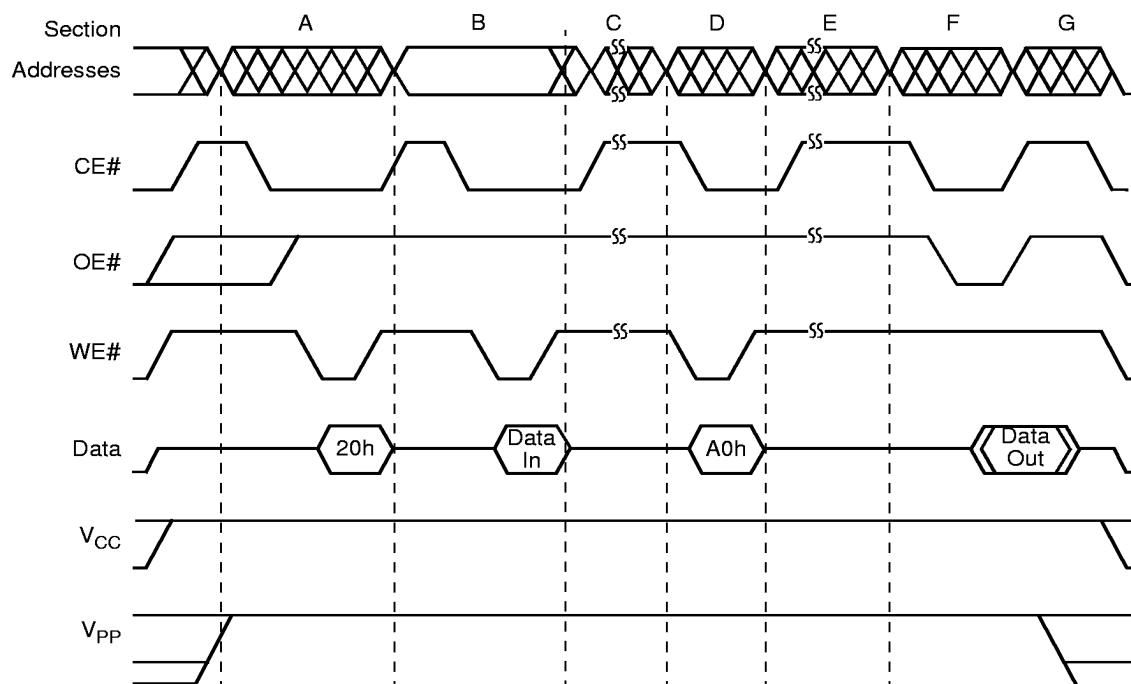 Section A B C D E F G
Addresses
CE#
OE#
WE#
Data 20h Data In A0h Data Out
VCC
VPP